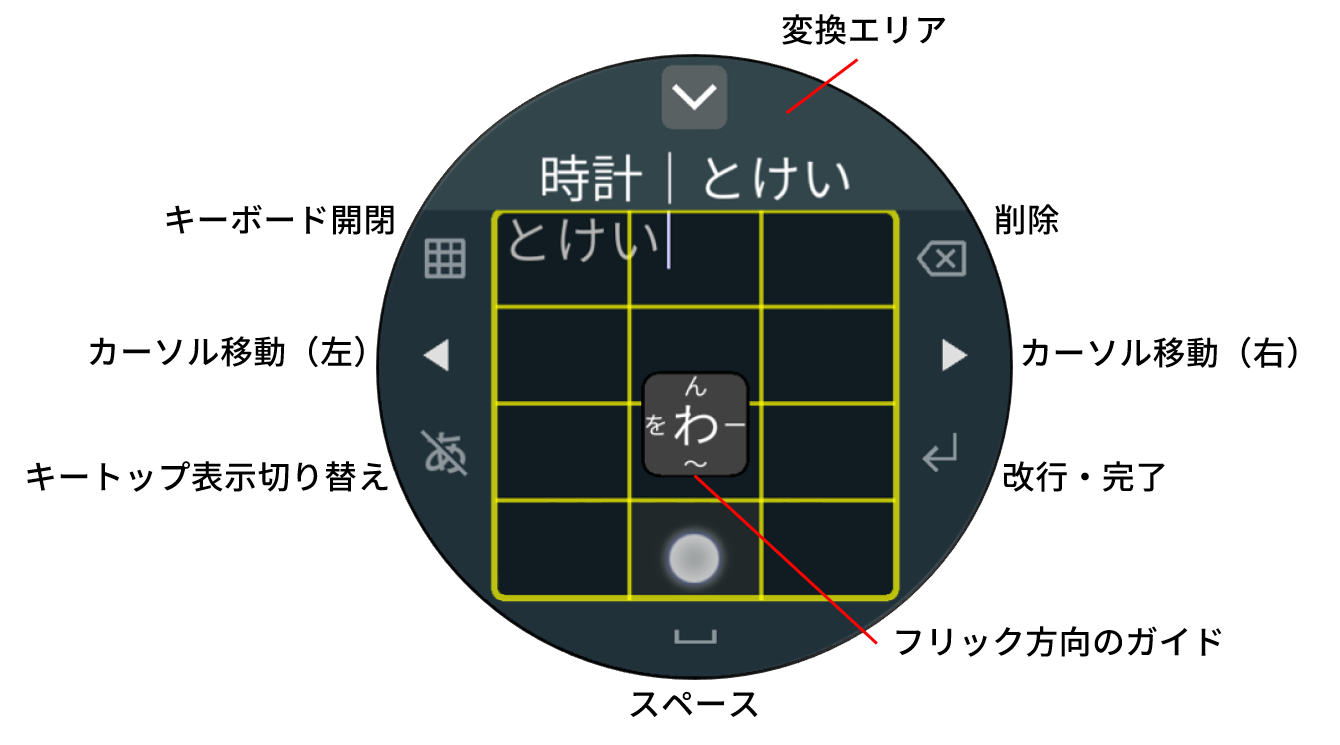 変換エリア
時計 | とけい
キーボード開閉
とけい
削除
カーソル移動（左）
カーソル移動（右）
ん
を わ ー
～
あ
キートップ表示切り替え
改行・完了
フリック方向のガイド
スペース